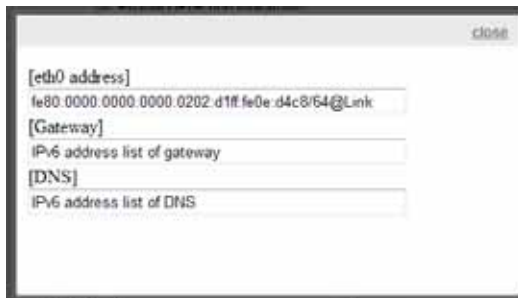 close
[eth0 address]
fe80:0000:0000:0000:0202:d1ff:fe0e:d4c8/64@Link
[Gateway]
IPv6 address list of gateway
[DNS]
IPv6 address list of DNS